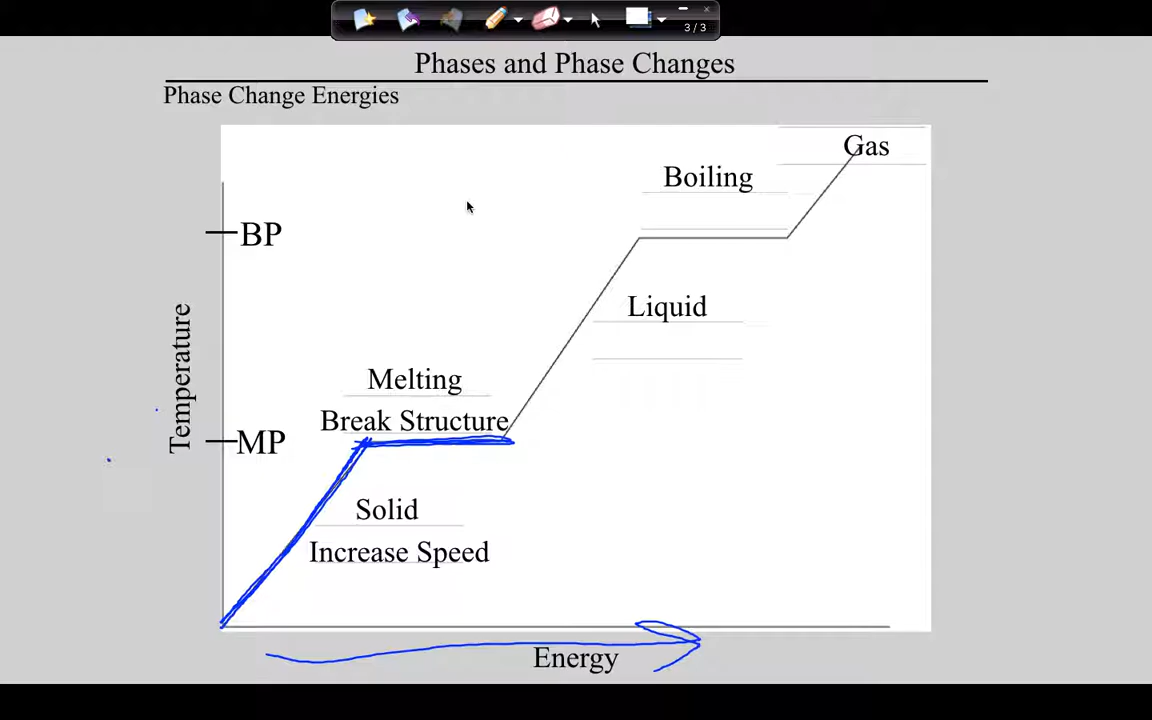 3 / 3
Phases and Phase Changes
Phase Change Energies
Gas
Boiling
BP
Liquid
Temperature
Melting
Break Structure
MP
Solid
Increase Speed
Energy